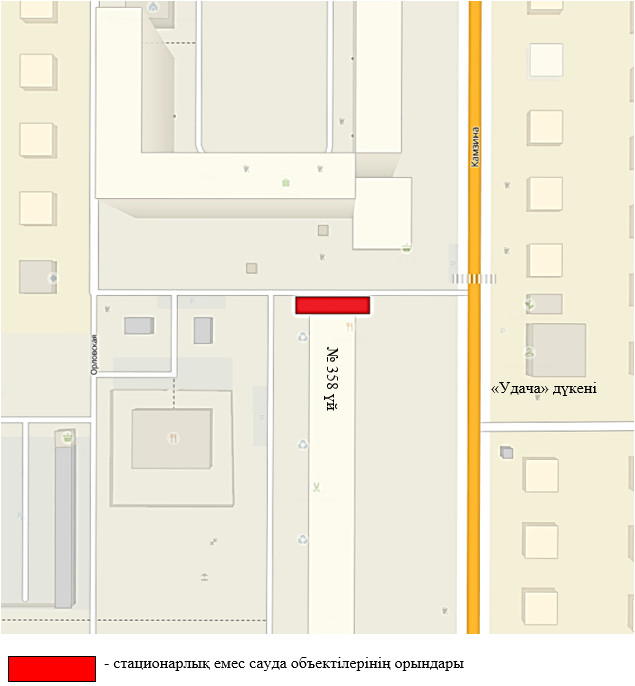 Камзина
Орловская
№ 358 үй
«Удача» дүкені
- стационарлық емес сауда объектілерінің орындары